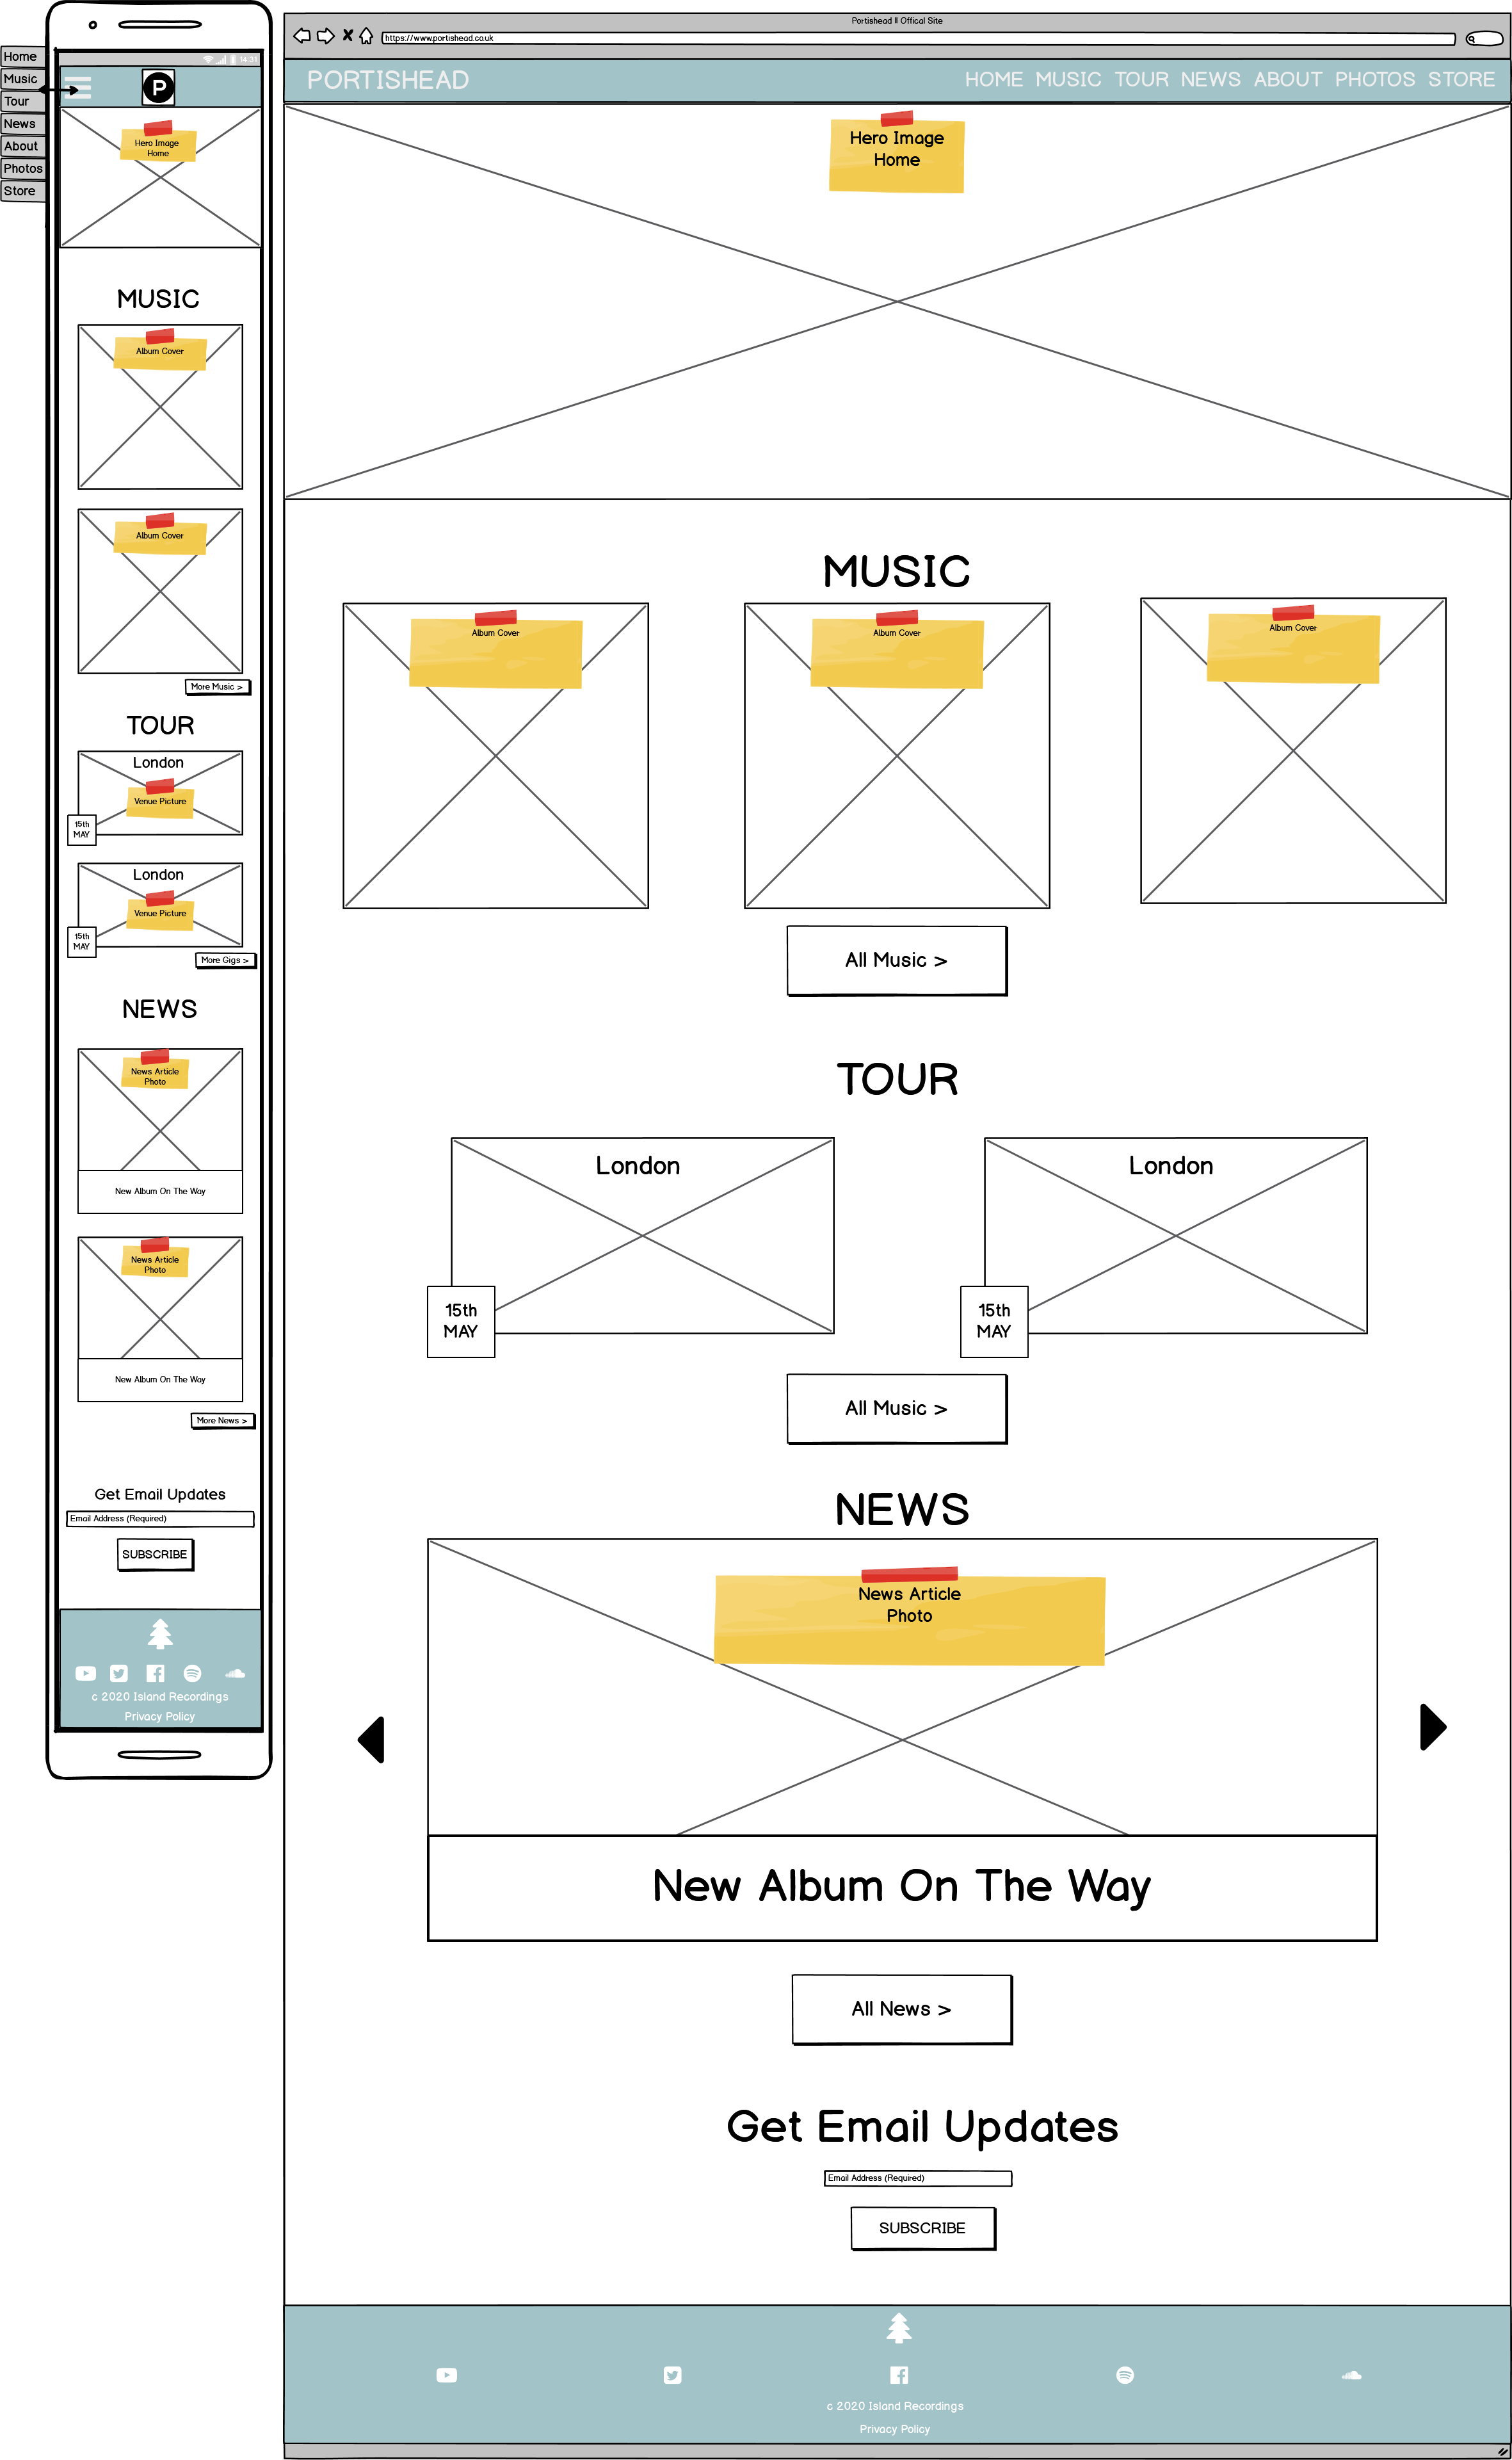 Home
Music
Tour
News
About
Photos
Store
14:31
P
Hero Image
Home
MUSIC
Album Cover
Album Cover
More Music >
TOUR
London
Venue Picture
15th
MAY
London
Venue Picture
15th
MAY
More Gigs >
NEWS
News Article
Photo
New Album On The Way
News Article
Photo
New Album On The Way
More News >
Get Email Updates
Email Address (Required)
SUBSCRIBE
c 2020 Island Recordings
Privacy Policy
Portishead || Offical Site
https://www.portishead.co.uk
PORTISHEAD HOME MUSIC TOUR NEWS ABOUT PHOTOS STORE
Hero Image
Home
MUSIC
Album Cover Album Cover Album Cover
All Music >
TOUR
London London
15th 15th
MAY MAY
All Music >
NEWS
News Article
Photo
New Album On The Way
All News >
Get Email Updates
Email Address (Required)
SUBSCRIBE
c 2020 Island Recordings
Privacy Policy